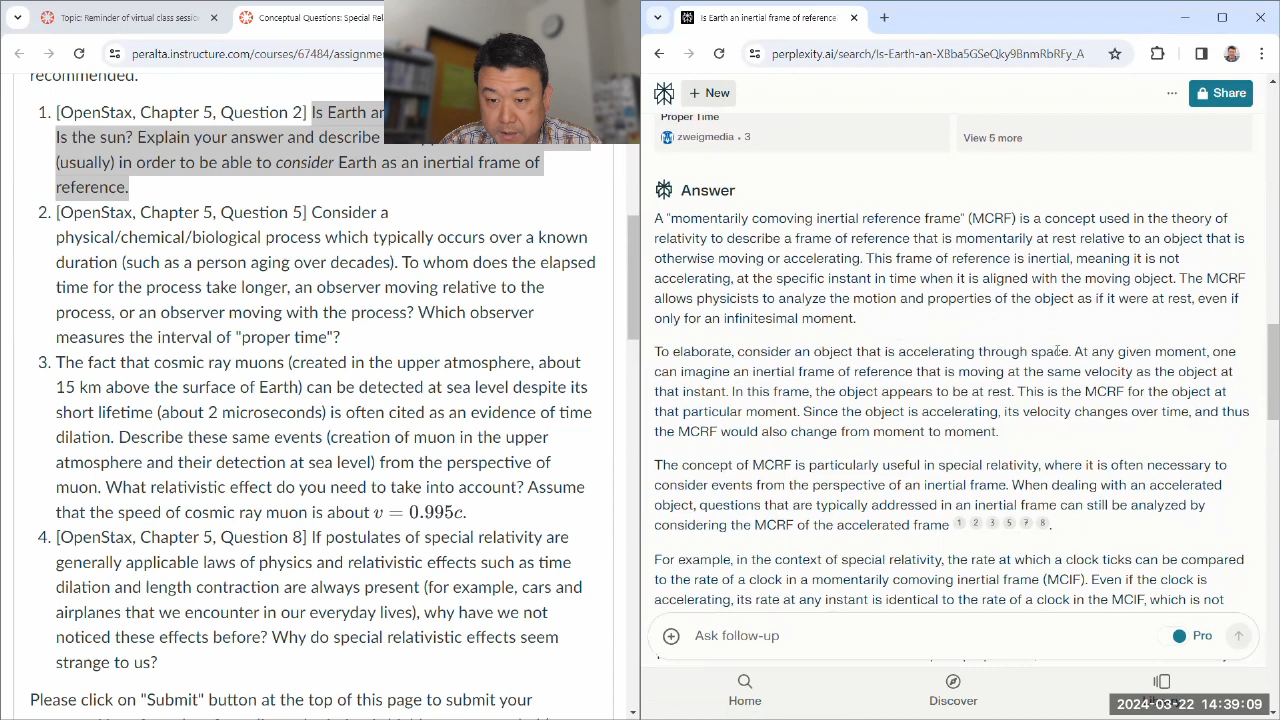 Topic: Reminder of virtual class sessio
Conceptual Questions: Special Rel
peralta.instructure.com/courses/67484/assignme
recommended.
1. [OpenStax, Chapter 5, Question 2] Is Earth an
Is the sun? Explain your answer and describe
(usually) in order to be able to consider Earth as an inertial frame of
reference.
2. [OpenStax, Chapter 5, Question 5] Consider a
physical/chemical/biological process which typically occurs over a known
duration (such as a person aging over decades). To whom does the elapsed
time for the process take longer, an observer moving relative to the
process, or an observer moving with the process? Which observer
measures the interval of "proper time"?
3. The fact that cosmic ray muons (created in the upper atmosphere, about
15 km above the surface of Earth) can be detected at sea level despite its
short lifetime (about 2 microseconds) is often cited as an evidence of time
dilation. Describe these same events (creation of muon in the upper
atmosphere and their detection at sea level) from the perspective of
muon. What relativistic effect do you need to take into account? Assume
that the speed of cosmic ray muon is about v = 0.995c.
4. [OpenStax, Chapter 5, Question 8] If postulates of special relativity are
generally applicable laws of physics and relativistic effects such as time
dilation and length contraction are always present (for example, cars and
airplanes that we encounter in our everyday lives), why have we not
noticed these effects before? Why do special relativistic effects seem
strange to us?
Please click on "Submit" button at the top of this page to submit your
Is Earth an inertial frame of reference
perplexity.ai/search/Is-Earth-an-XBba5GSeQky9BnmRbRFy_A
New
Share
Proper Time
zweigmedia • 3
View 5 more
Answer
A "momentarily comoving inertial reference frame" (MCRF) is a concept used in the theory of
relativity to describe a frame of reference that is momentarily at rest relative to an object that is
otherwise moving or accelerating. This frame of reference is inertial, meaning it is not
accelerating, at the specific instant in time when it is aligned with the moving object. The MCRF
allows physicists to analyze the motion and properties of the object as if it were at rest, even if
only for an infinitesimal moment.
To elaborate, consider an object that is accelerating through space. At any given moment, one
can imagine an inertial frame of reference that is moving at the same velocity as the object at
that instant. In this frame, the object appears to be at rest. This is the MCRF for the object at
that particular moment. Since the object is accelerating, its velocity changes over time, and thus
the MCRF would also change from moment to moment.
The concept of MCRF is particularly useful in special relativity, where it is often necessary to
consider events from the perspective of an inertial frame. When dealing with an accelerated
object, questions that are typically addressed in an inertial frame can still be analyzed by
considering the MCRF of the accelerated frame 1 2 3 5 7 8 .
For example, in the context of special relativity, the rate at which a clock ticks can be compared
to the rate of a clock in a momentarily comoving inertial frame (MCIF). Even if the clock is
accelerating, its rate at any instant is identical to the rate of a clock in the MCIF, which is not
Ask follow-up
Pro
Home
Discover
2024-03-22 14:39:09